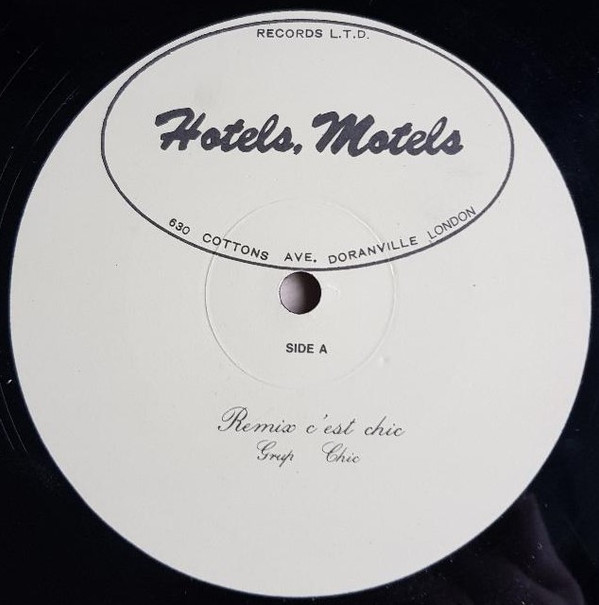 RECORDS L.T.D.
Hotels, Motels
630 COTTONS AVE. DORANVILLE LONDON
SIDE A
Remix c'est chic
Grup Chic